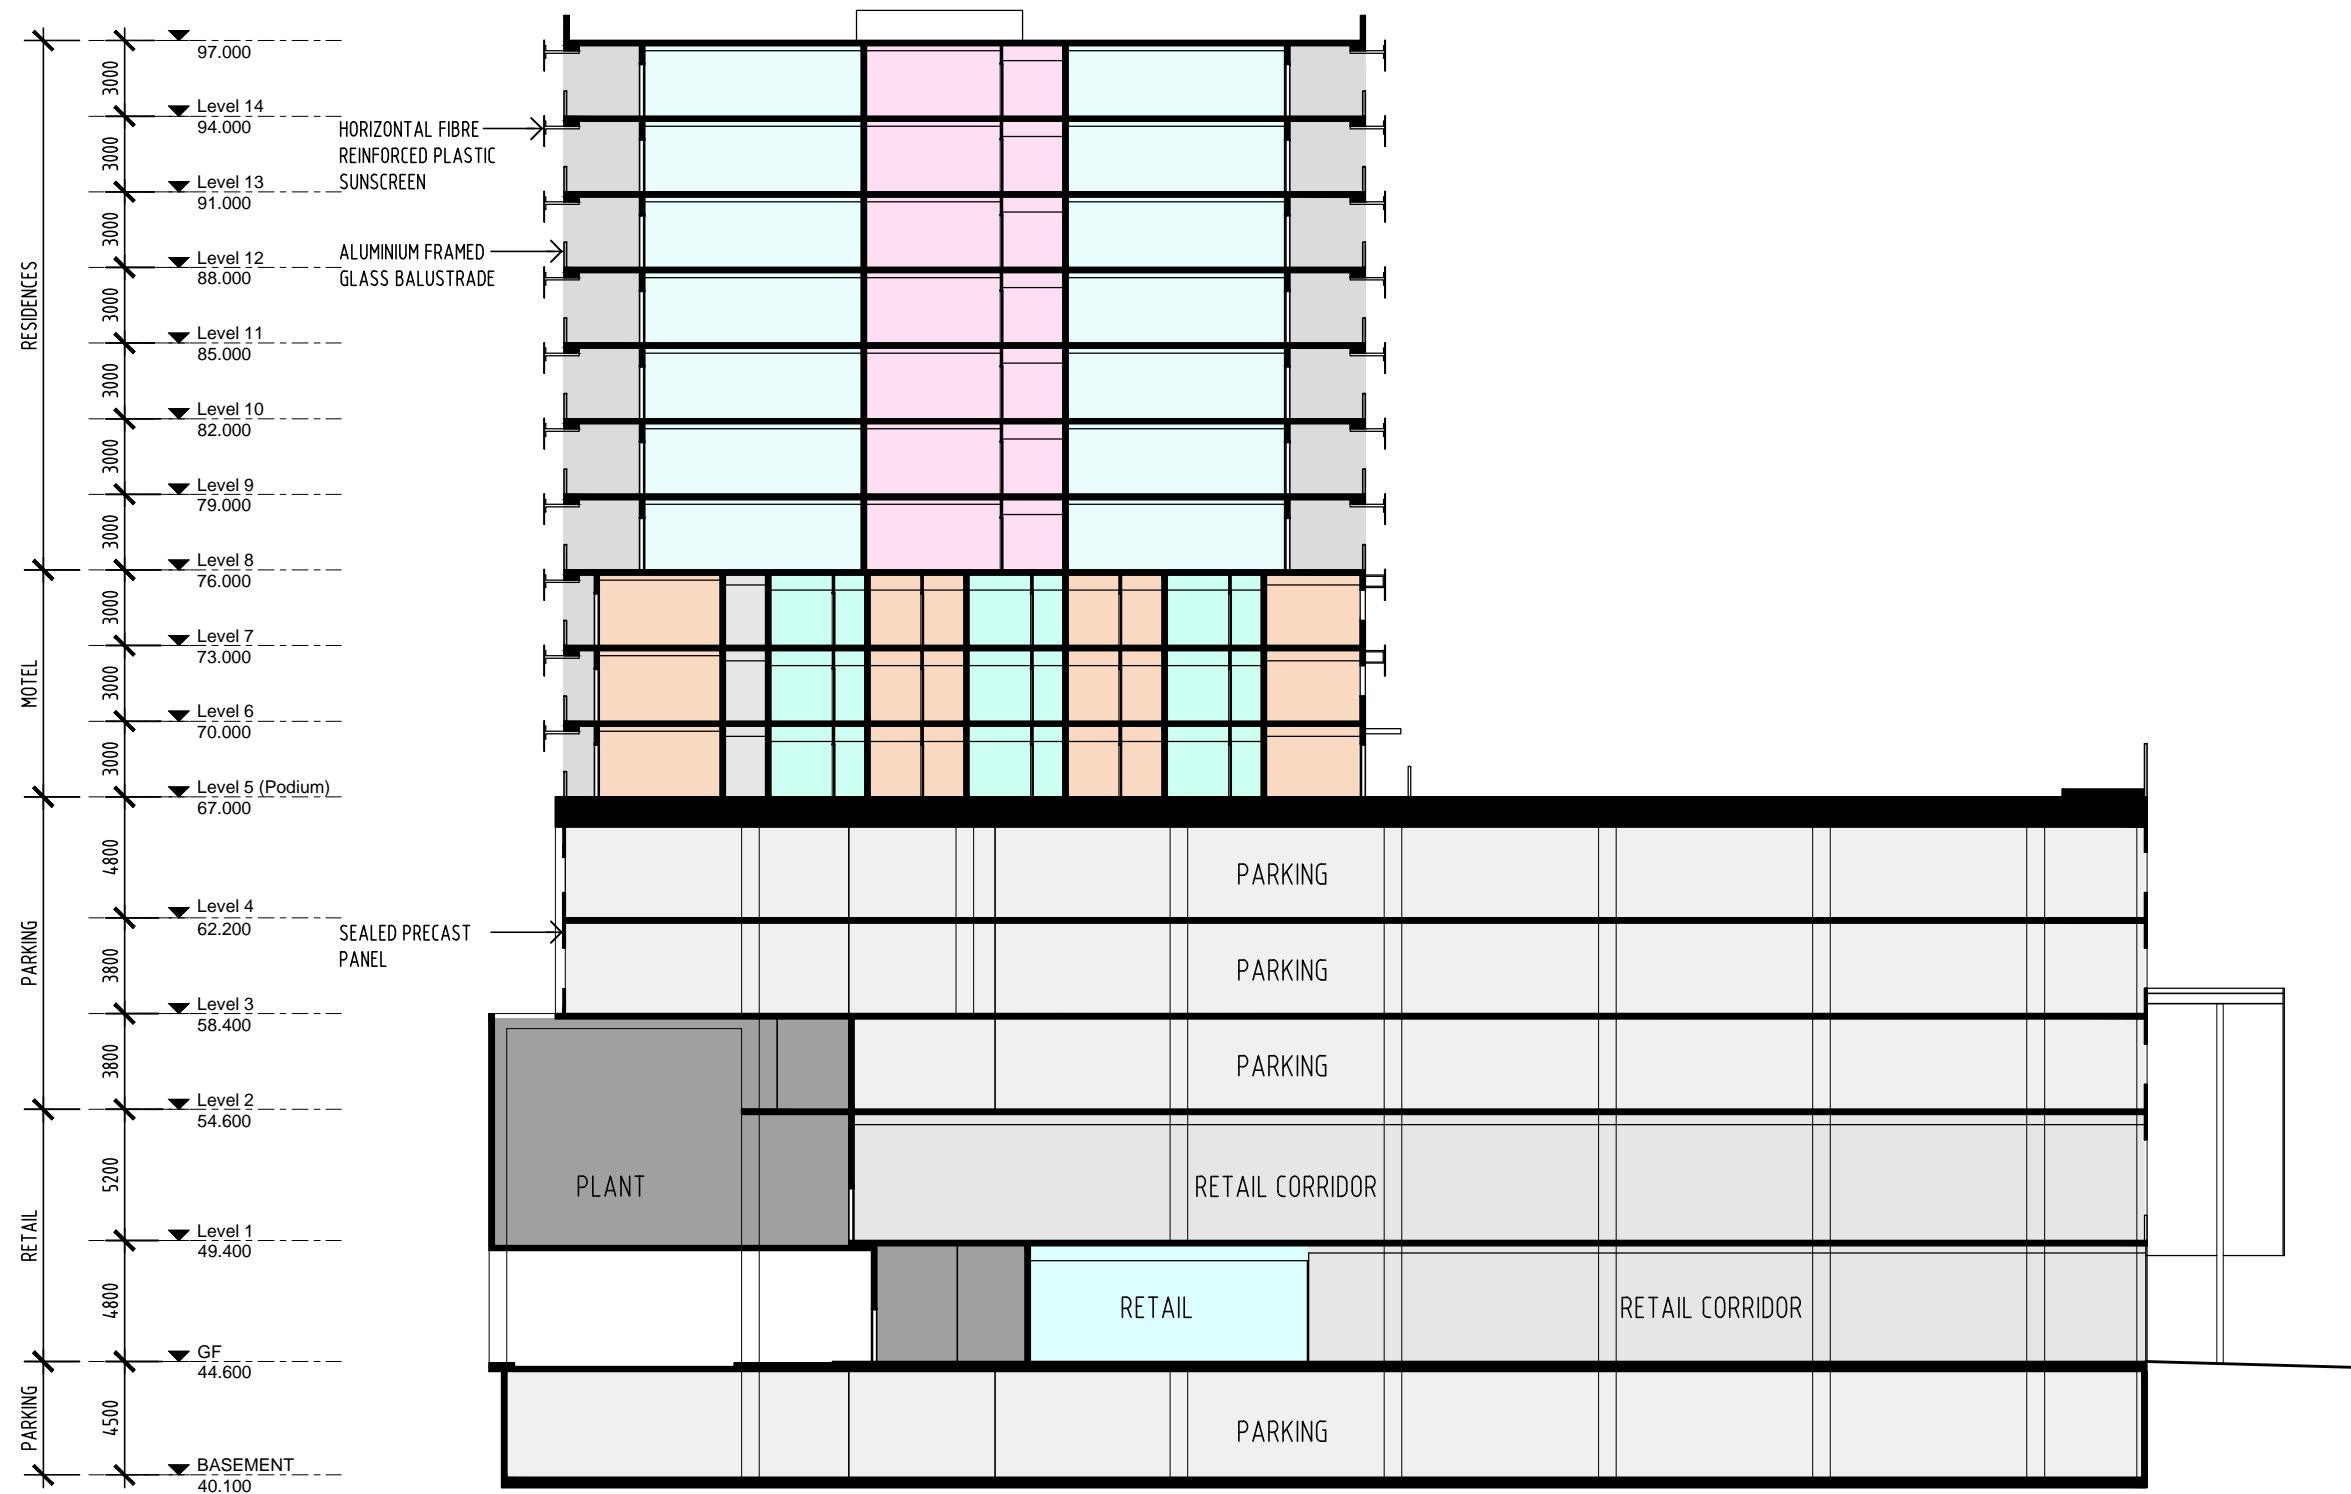 97.000
3000
Level 14
94.000
HORIZONTAL FIBRE
REINFORCED PLASTIC
SUNSCREEN
3000
Level 13
91.000
3000
ALUMINIUM FRAMED
GLASS BALUSTRADE
Level 12
88.000
RESIDENCES
3000
Level 11
85.000
3000
Level 10
82.000
3000
Level 9
79.000
3000
Level 8
76.000
3000
Level 7
73.000
MOTEL
3000
Level 6
70.000
3000
Level 5 (Podium)
67.000
4800
PARKING
Level 4
62.200
SEALED PRECAST
PANEL
PARKING
3800
PARKING
Level 3
58.400
3800
PARKING
Level 2
54.600
5200
PLANT
RETAIL CORRIDOR
Level 1
49.400
RETAIL
4800
RETAIL
RETAIL CORRIDOR
GF
44.600
PARKING
4500
PARKING
BASEMENT
40.100